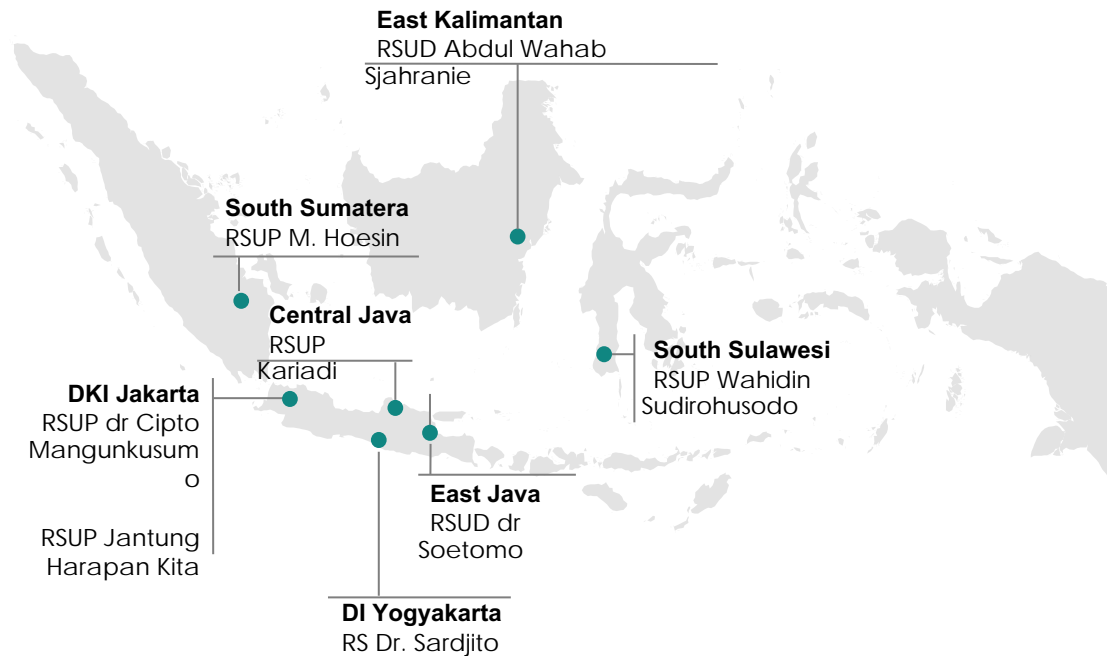 East Kalimantan
RSUD Abdul Wahab
Sjahranie
South Sumatera
RSUP M. Hoesin
Central Java
RSUP
Kariadi
South Sulawesi
RSUP Wahidin
Sudirohusodo
DKI Jakarta
RSUP dr Cipto
Mangunkusum
o
RSUP Jantung
Harapan Kita
East Java
RSUD dr
Soetomo
DI Yogyakarta
RS Dr. Sardjito